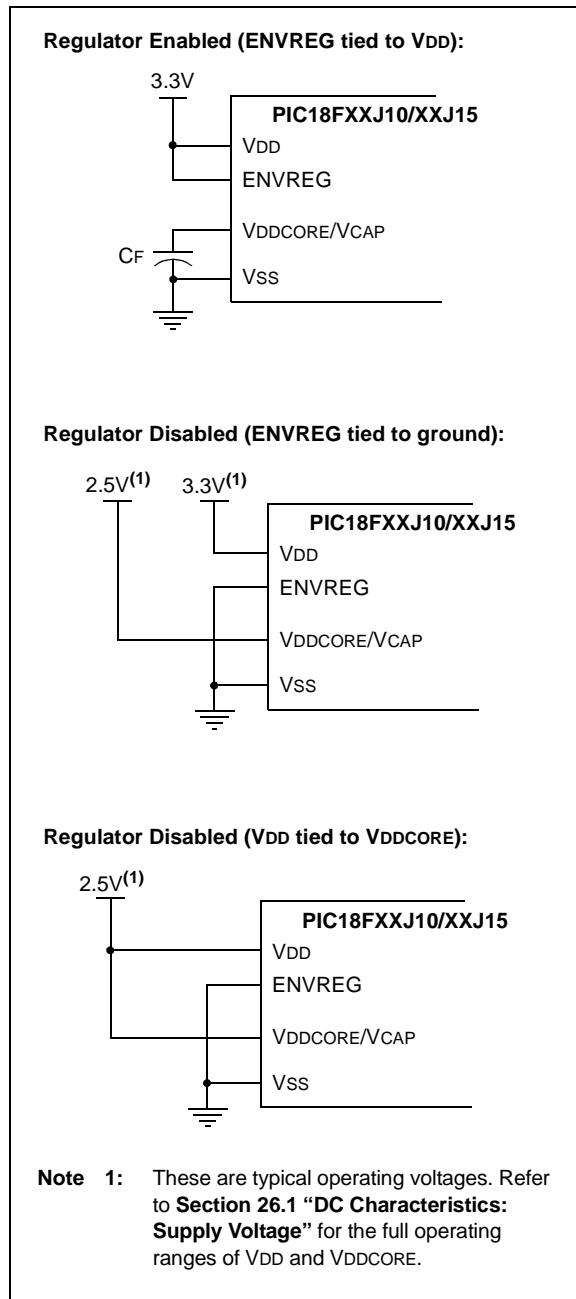 Regulator Enabled (ENVREG tied to VDD):
3.3V
PIC18FXXJ10/XXJ15
VDD
ENVREG
VDDCORE/VCAP
CF
VSS
Regulator Disabled (ENVREG tied to ground):
2.5V(1) 3.3V(1)
PIC18FXXJ10/XXJ15
VDD
ENVREG
VDDCORE/VCAP
VSS
Regulator Disabled (VDD tied to VDDCORE):
2.5V(1)
PIC18FXXJ10/XXJ15
VDD
ENVREG
VDDCORE/VCAP
VSS
Note 1: These are typical operating voltages. Refer
to Section 26.1 “DC Characteristics:
Supply Voltage” for the full operating
ranges of VDD and VDDCORE.